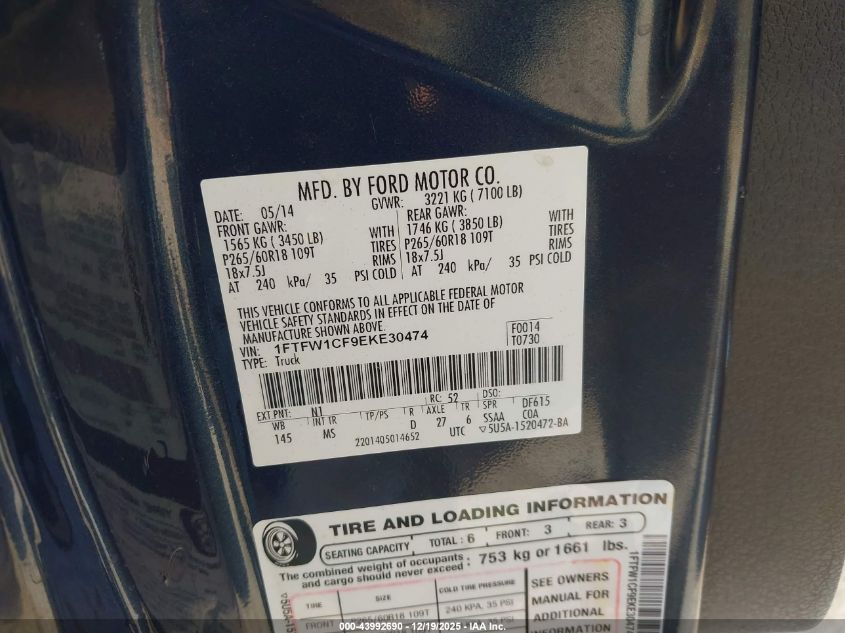 MFD. BY FORD MOTOR CO.
DATE: 05/14 GVWR: 3221 KG ( 7100 LB)
FRONT GAWR: REAR GAWR:
1565 KG ( 3450 LB) WITH 1746 KG ( 3850 LB) WITH
P265/60R18 109T TIRES P265/60R18 109T TIRES
18x7.5J RIMS 18x7.5J RIMS
AT 240 kPa/ 35 PSI COLD AT 240 kPa/ 35 PSI COLD
THIS VEHICLE CONFORMS TO ALL APPLICABLE FEDERAL MOTOR
VEHICLE SAFETY STANDARDS IN EFFECT ON THE DATE OF
MANUFACTURE SHOWN ABOVE.
VIN: 1FTFW1CF9EKE30474 F0014
TYPE: Truck T0730
EXT PNT: N1 RC: 52 DSO:
WB INT TR TP/PS R AXLE TR SPR DF615
145 MS D 27 6 SSAA COA
2201405014652 UTC ▽5U5A-1520472-BA
TIRE AND LOADING INFORMATION
SEATING CAPACITY TOTAL : 6 FRONT: 3 REAR: 3
The combined weight of occupants and cargo should never exceed : 753 kg or 1661 lbs.
TIRE SIZE COLD TIRE PRESSURE
FRONT 240 KPA, 35 PSI
SEE OWNERS
MANUAL FOR
ADDITIONAL
000-43992690 - 12/19/2025 - IAA Inc.